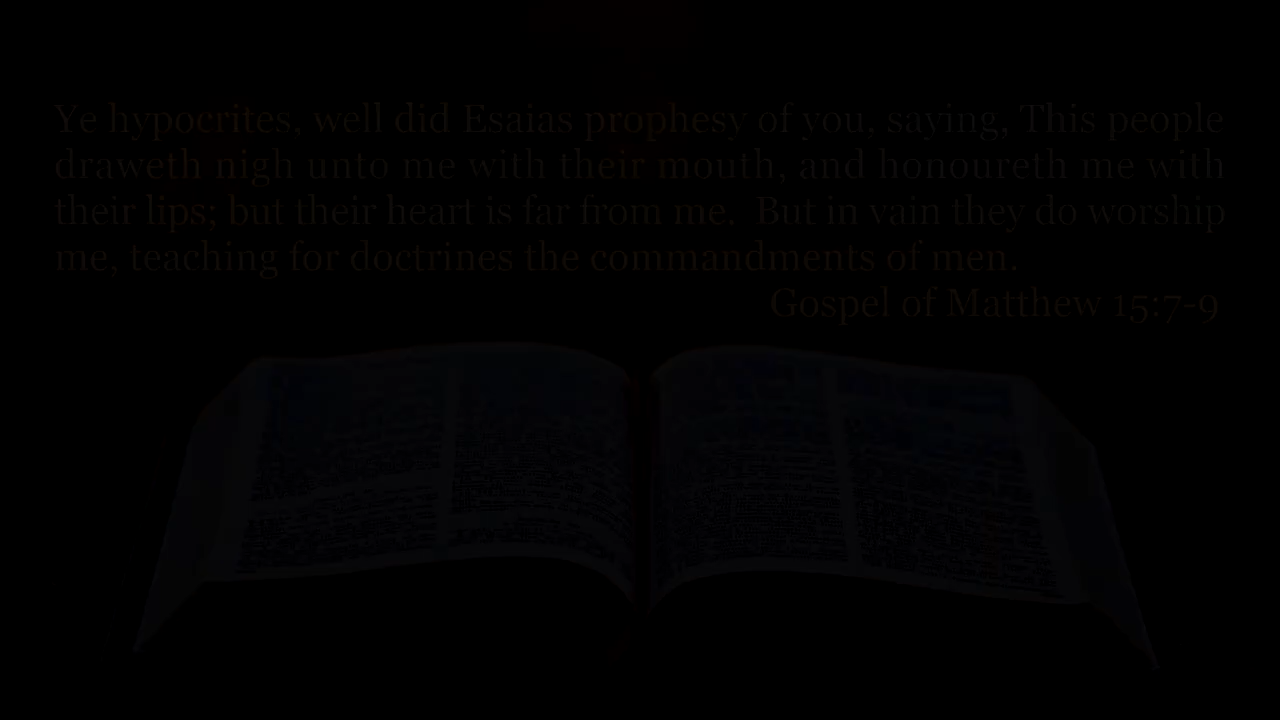 Ye hypocrites, well did Esaias prophesy of you, saying, This people
draweth nigh unto me with their mouth, and honoureth me with
their lips; but their heart is far from me.  But in vain they do worship
me, teaching for doctrines the commandments of men.
Gospel of Matthew 15:7-9